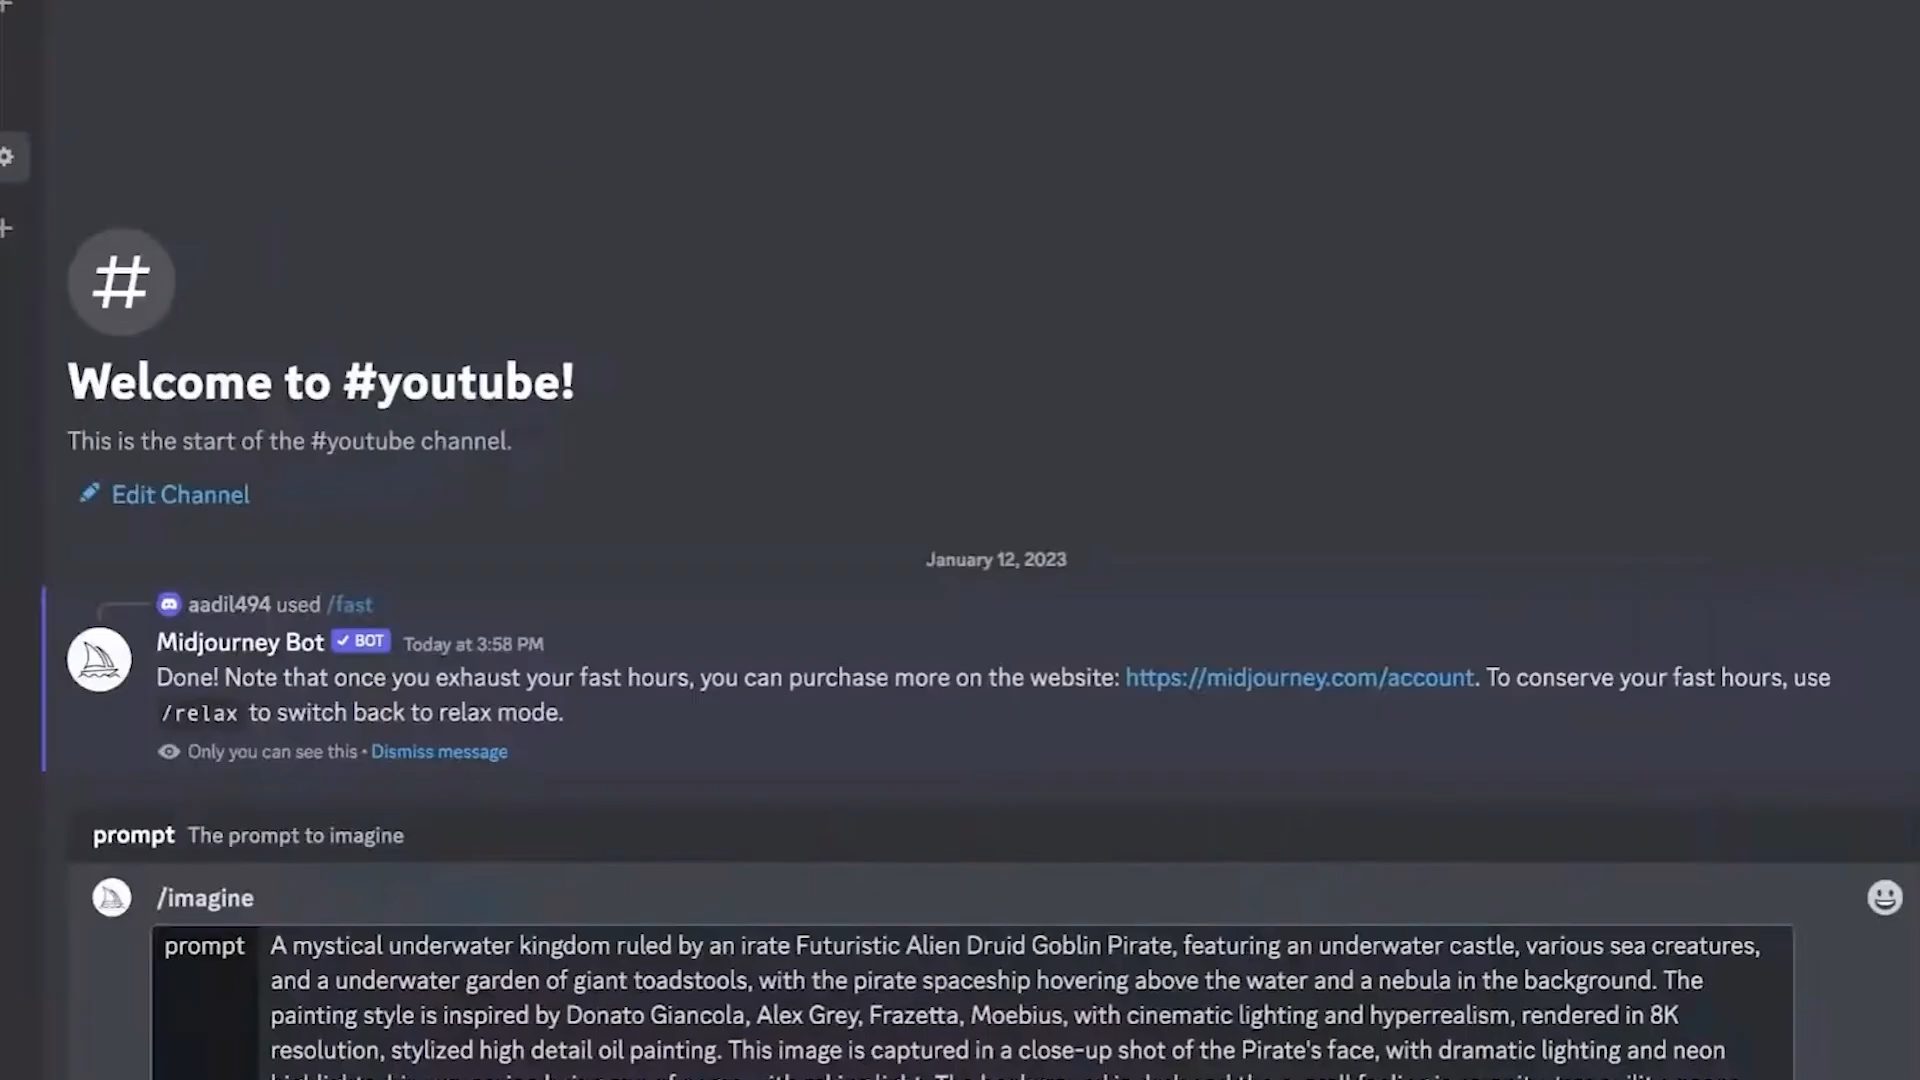 Welcome to #youtube!
This is the start of the #youtube channel.
Edit Channel
January 12, 2023
aadil494 used /fast
Midjourney Bot ✓ BOT Today at 3:58 PM
Done! Note that once you exhaust your fast hours, you can purchase more on the website: https://midjourney.com/account. To conserve your fast hours, use
/relax to switch back to relax mode.
Only you can see this • Dismiss message
prompt The prompt to imagine
/imagine
prompt A mystical underwater kingdom ruled by an irate Futuristic Alien Druid Goblin Pirate, featuring an underwater castle, various sea creatures,
and a underwater garden of giant toadstools, with the pirate spaceship hovering above the water and a nebula in the background. The
painting style is inspired by Donato Giancola, Alex Grey, Frazetta, Moebius, with cinematic lighting and hyperrealism, rendered in 8K
resolution, stylized high detail oil painting. This image is captured in a close-up shot of the Pirate's face, with dramatic lighting and neon